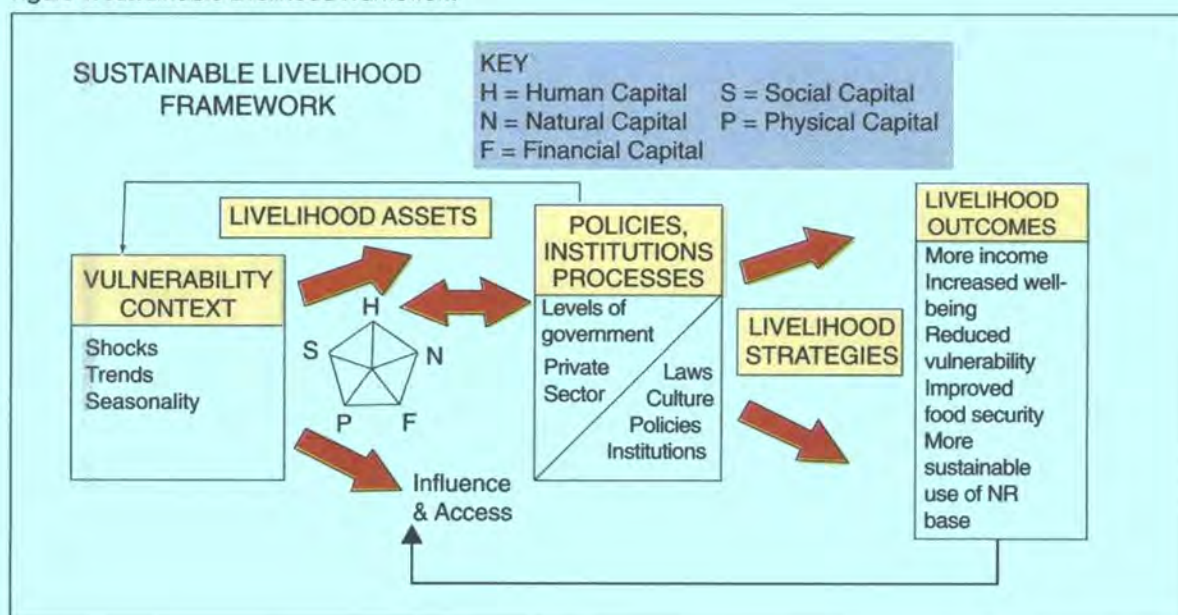 SUSTAINABLE LIVELIHOOD
FRAMEWORK
KEY
H = Human Capital S = Social Capital
N = Natural Capital P = Physical Capital
F = Financial Capital
LIVELIHOOD ASSETS
VULNERABILITY
CONTEXT
Shocks
Trends
Seasonality
H
S
N
P
F
Influence
& Access
POLICIES,
INSTITUTIONS
PROCESSES
Levels of
government
Private
Sector
Laws
Culture
Policies
Institutions
LIVELIHOOD
STRATEGIES
LIVELIHOOD
OUTCOMES
More income
Increased well-
being
Reduced
vulnerability
Improved
food security
More
sustainable
use of NR
base